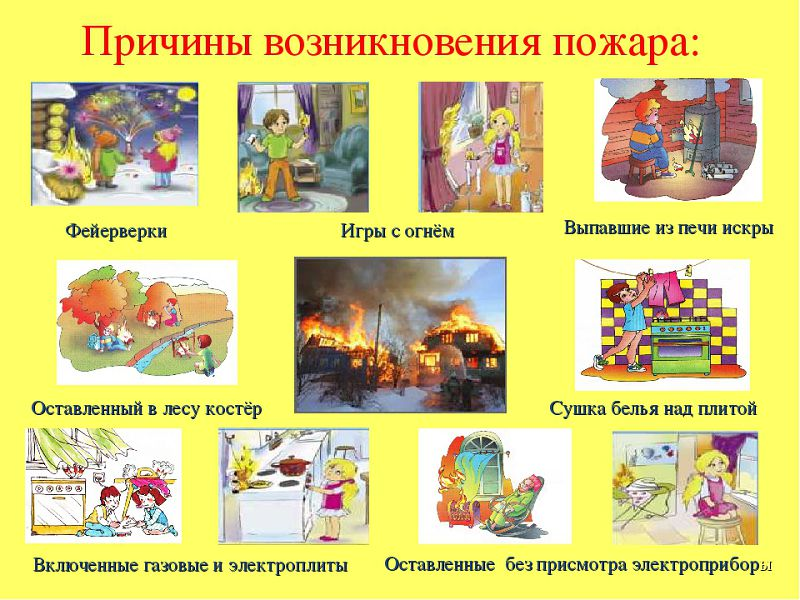 Причины возникновения пожара:
Фейерверки
Игры с огнём
Выпавшие из печи искры
Оставленный в лесу костёр
Сушка белья над плитой
Включенные газовые и электроплиты
Оставленные без присмотра электроприборы